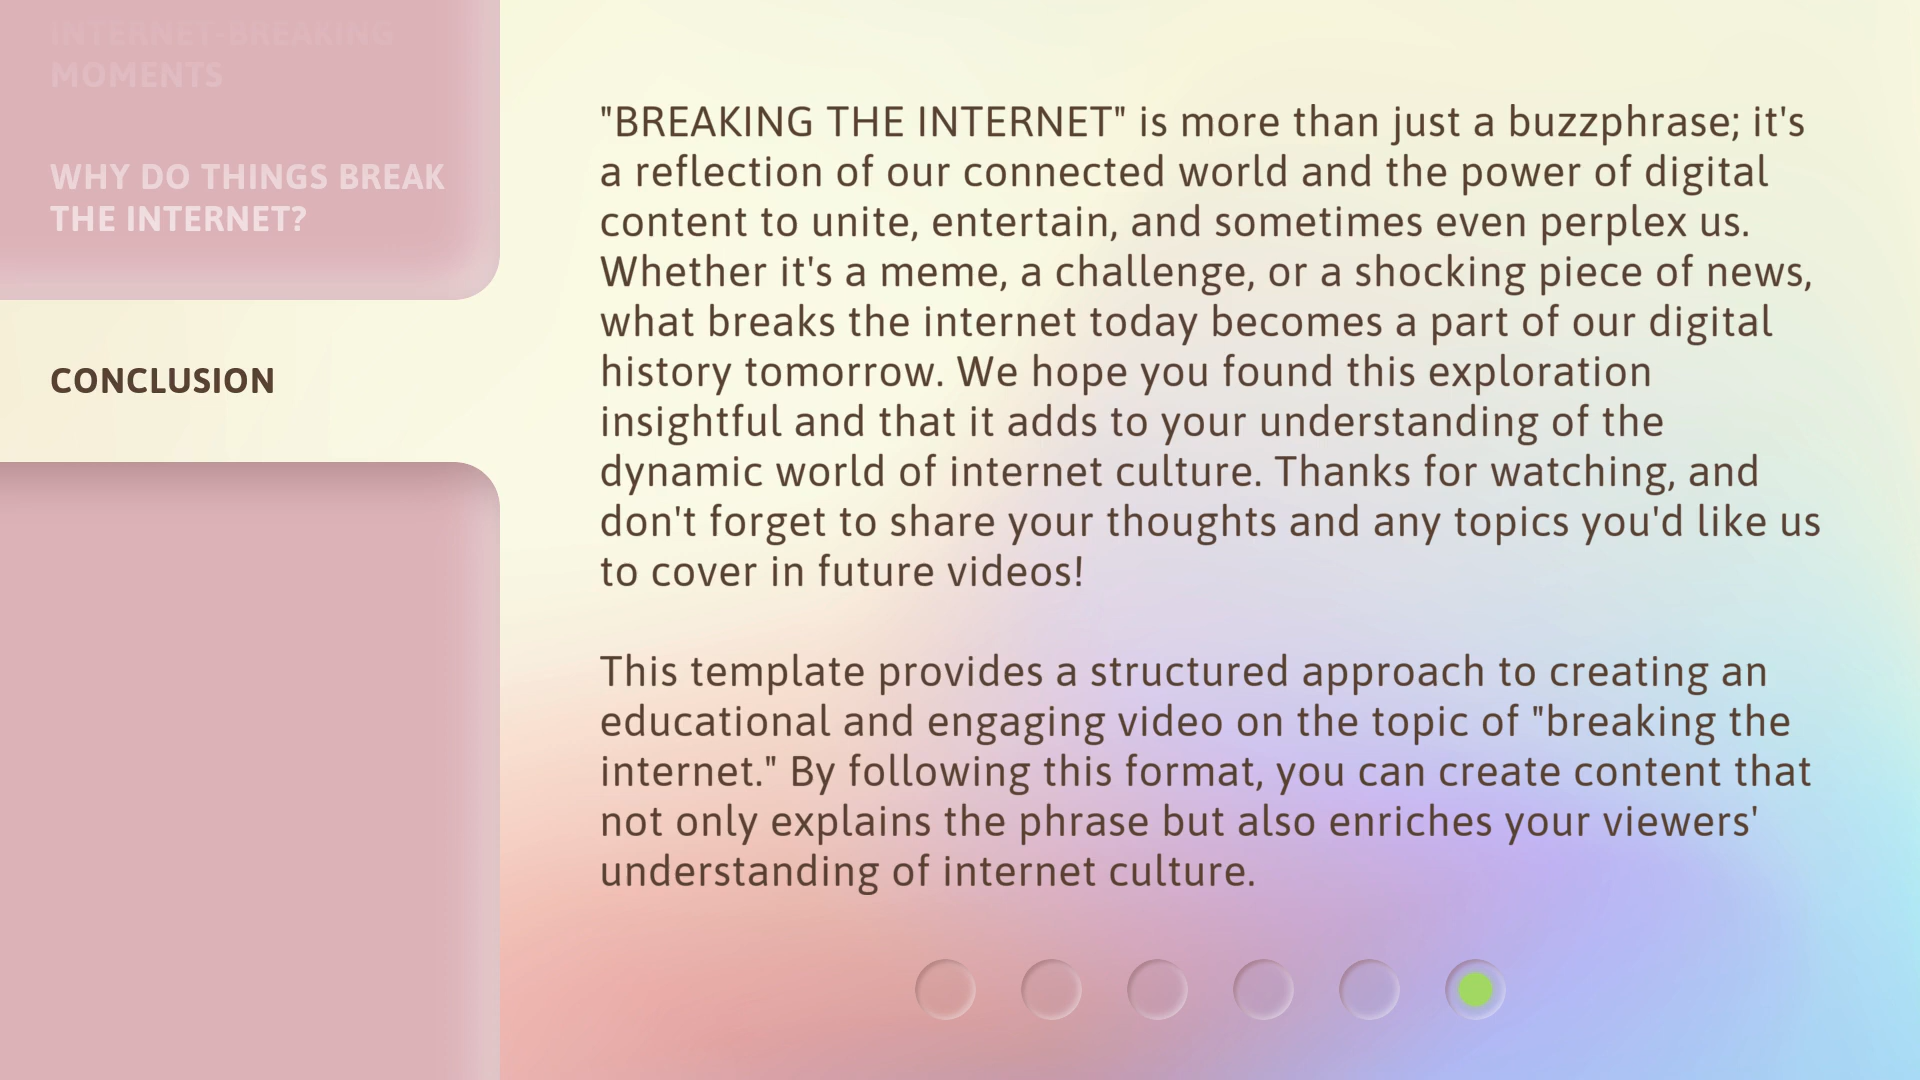 INTERNET-BREAKING
MOMENTS
WHY DO THINGS BREAK
THE INTERNET?
CONCLUSION
"BREAKING THE INTERNET" is more than just a buzzphrase; it's
a reflection of our connected world and the power of digital
content to unite, entertain, and sometimes even perplex us.
Whether it's a meme, a challenge, or a shocking piece of news,
what breaks the internet today becomes a part of our digital
history tomorrow. We hope you found this exploration
insightful and that it adds to your understanding of the
dynamic world of internet culture. Thanks for watching, and
don't forget to share your thoughts and any topics you'd like us
to cover in future videos!
This template provides a structured approach to creating an
educational and engaging video on the topic of "breaking the
internet." By following this format, you can create content that
not only explains the phrase but also enriches your viewers'
understanding of internet culture.